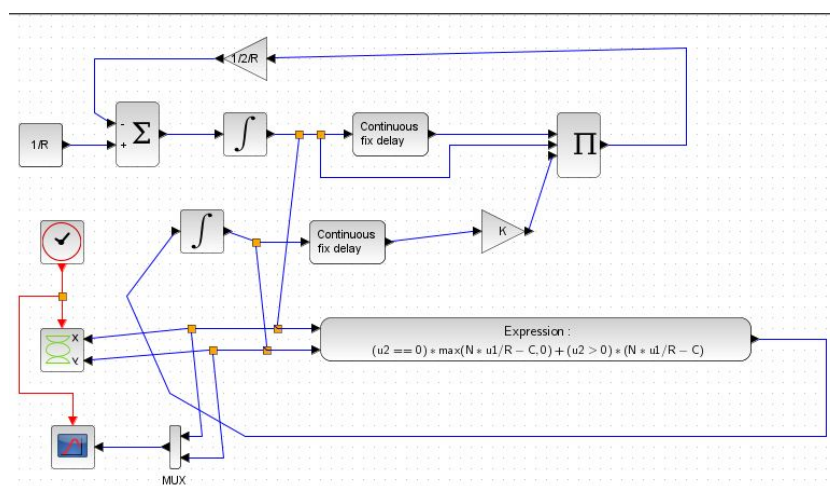 1/2/R
-
+
Σ
∫
Continuous
fix delay
Π
1/R
∫
Continuous
fix delay
K
X
Y
Expression :
(u2 == 0) * max(N * u1/R − C, 0) + (u2 > 0) * (N * u1/R − C)
MUX